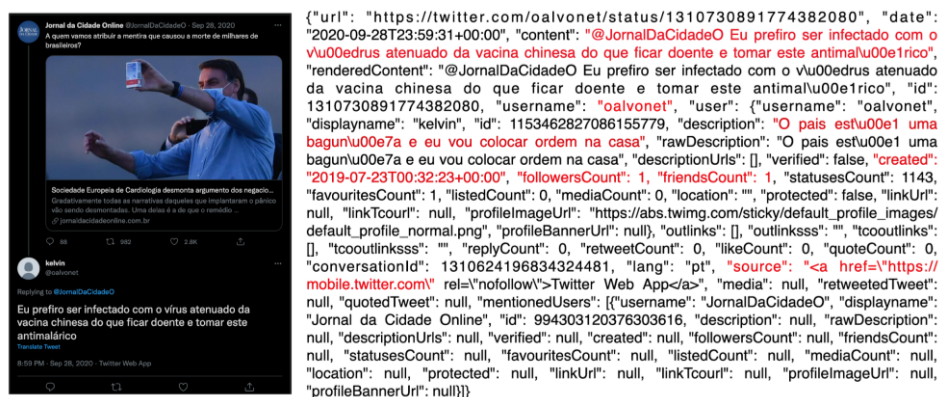 Jornal da Cidade Online @JornalDaCidadeO · Sep 28, 2020
A quem vamos atribuir a mentira que causou a morte de milhares de
brasileiros?
Sociedade Europeia de Cardiologia desmonta argumento dos negacio...
Gradativamente todas as narrativas daqueles que implantaram o pânico
vão sendo desmontadas. Uma delas é a de que o remédio ...
jornaldacidadeonline.com.br
88 982 2.8K
kelvin
@oalvonet
Replying to @JornalDaCidadeO
Eu prefiro ser infectado com o vírus atenuado da
vacina chinesa do que ficar doente e tomar este
antimalárico
Translate Tweet
8:59 PM · Sep 28, 2020 · Twitter Web App
{"url": "https://twitter.com/oalvonet/status/1310730891774382080", "date":
"2020-09-28T23:59:31+00:00", "content": "@JornalDaCidadeO Eu prefiro ser infectado com o
v\u00edrus atenuado da vacina chinesa do que ficar doente e tomar este antimal\u00e1rico",
"renderedContent": "@JornalDaCidadeO Eu prefiro ser infectado com o v\u00edrus atenuado
da vacina chinesa do que ficar doente e tomar este antimal\u00e1rico", "id":
1310730891774382080, "username": "oalvonet", "user": {"username": "oalvonet",
"displayname": "kelvin", "id": 1153462827086155779, "description": "O pais est\u00e1 uma
bagun\u00e7a e eu vou colocar ordem na casa", "rawDescription": "O pais est\u00e1 uma
bagun\u00e7a e eu vou colocar ordem na casa", "descriptionUrls": [], "verified": false, "created":
"2019-07-23T00:32:23+00:00", "followersCount": 1, "friendsCount": 1, "statusesCount": 1143,
"favouritesCount": 1, "listedCount": 0, "mediaCount": 0, "location": "", "protected": false, "linkUrl":
null, "linkTcourl": null, "profileImageUrl": "https://abs.twimg.com/sticky/default_profile_images/
default_profile_normal.png", "profileBannerUrl": null}, "outlinks": [], "outlinksss": "", "tcooutlinks":
[], "tcooutlinksss": "", "replyCount": 0, "retweetCount": 0, "likeCount": 0, "quoteCount": 0,
"conversationId": 1310624196834324481, "lang": "pt", "source": "<a href=\"https://
mobile.twitter.com\" rel=\"nofollow\">Twitter Web App</a>", "media": null, "retweetedTweet":
null, "quotedTweet": null, "mentionedUsers": [{"username": "JornalDaCidadeO", "displayname":
"Jornal da Cidade Online", "id": 994303120376303616, "description": null, "rawDescription":
null, "descriptionUrls": null, "verified": null, "created": null, "followersCount": null, "friendsCount":
null, "statusesCount": null, "favouritesCount": null, "listedCount": null, "mediaCount": null,
"location": null, "protected": null, "linkUrl": null, "linkTcourl": null, "profileImageUrl": null,
"profileBannerUrl": null}]}